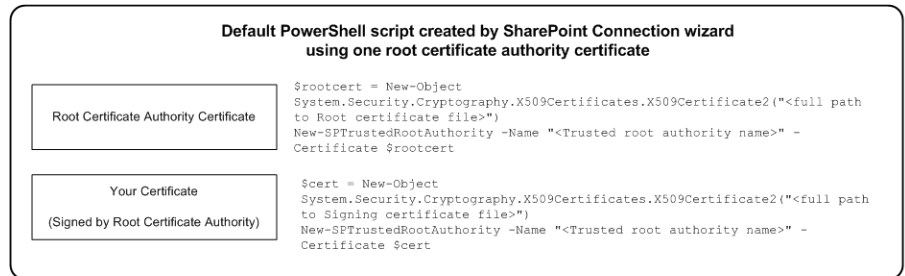 Default PowerShell script created by SharePoint Connection wizard
using one root certificate authority certificate
Root Certificate Authority Certificate
$rootcert = New-Object
System.Security.Cryptography.X509Certificates.X509Certificate2("<full path
to Root certificate file>")
New-SPTrustedRootAuthority -Name "<Trusted root authority name>" -
Certificate $rootcert
Your Certificate
(Signed by Root Certificate Authority)
$cert = New-Object
System.Security.Cryptography.X509Certificates.X509Certificate2("<full path
to Signing certificate file>")
New-SPTrustedRootAuthority -Name "<Trusted root authority name>" -
Certificate $cert